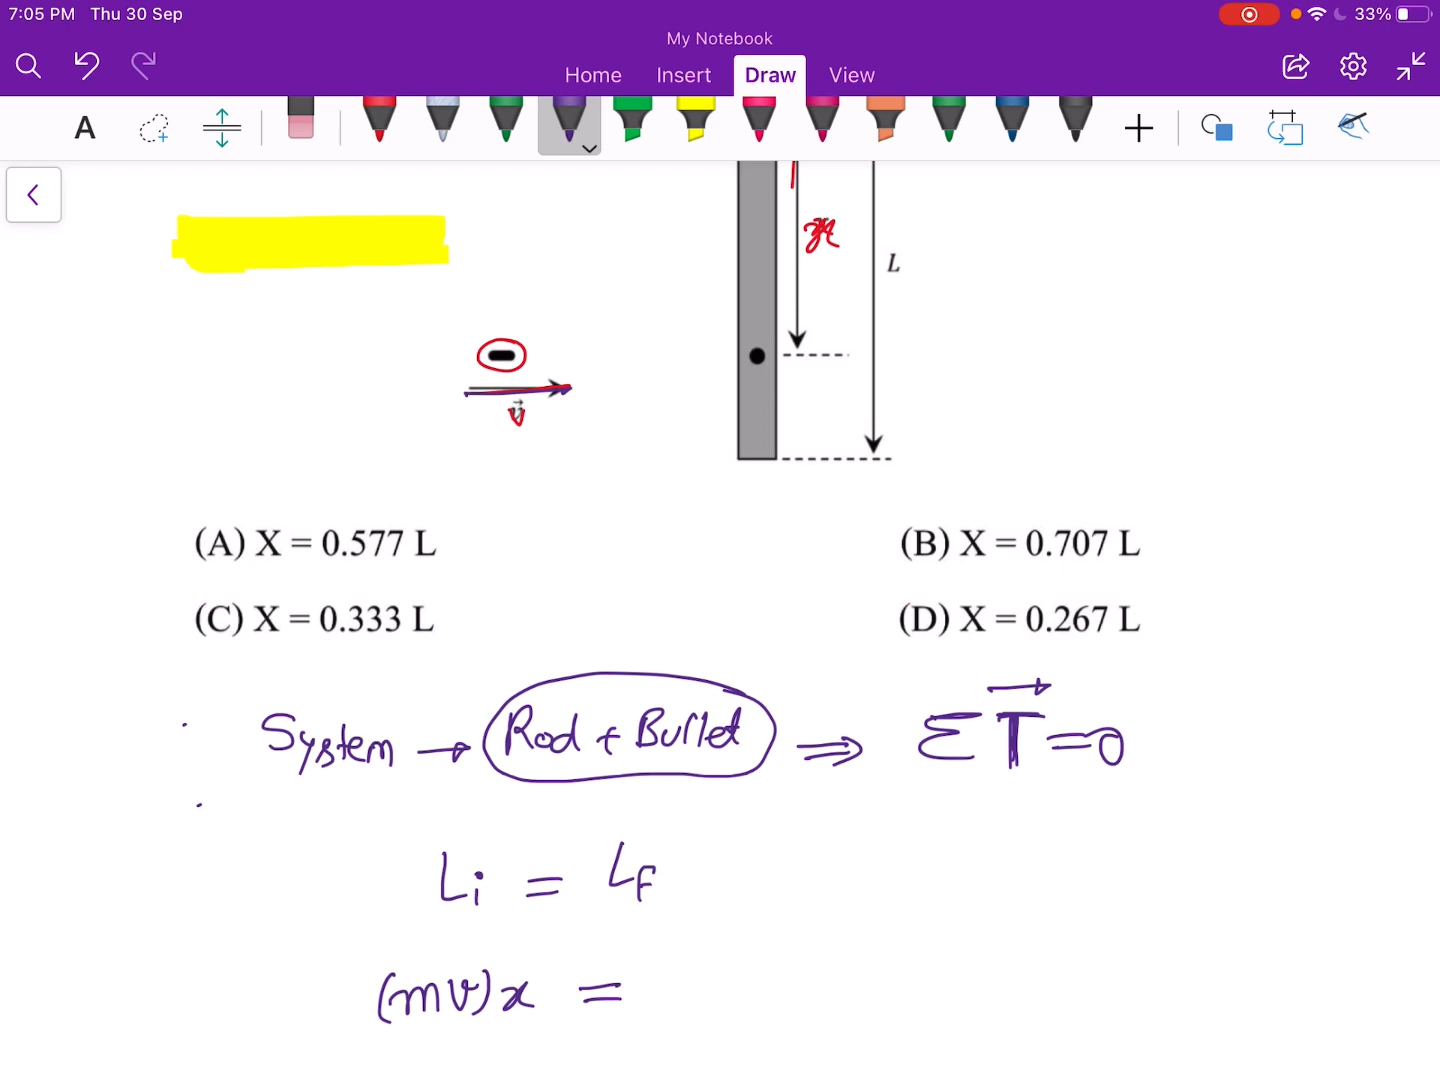 7:05 PM Thu 30 Sep
33%
My Notebook
Home Insert Draw View
A
x
L
v
(A) X = 0.577 L
(B) X = 0.707 L
(C) X = 0.333 L
(D) X = 0.267 L
System → Rod + Bullet ⇒ ΣT⃗ = 0
Li = LF
(mv)x =